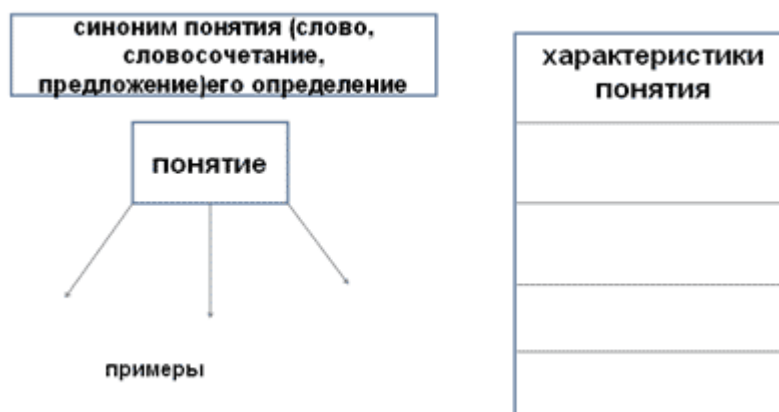 синоним понятия (слово,
словосочетание,
предложение)его определение
понятие
примеры
характеристики
понятия